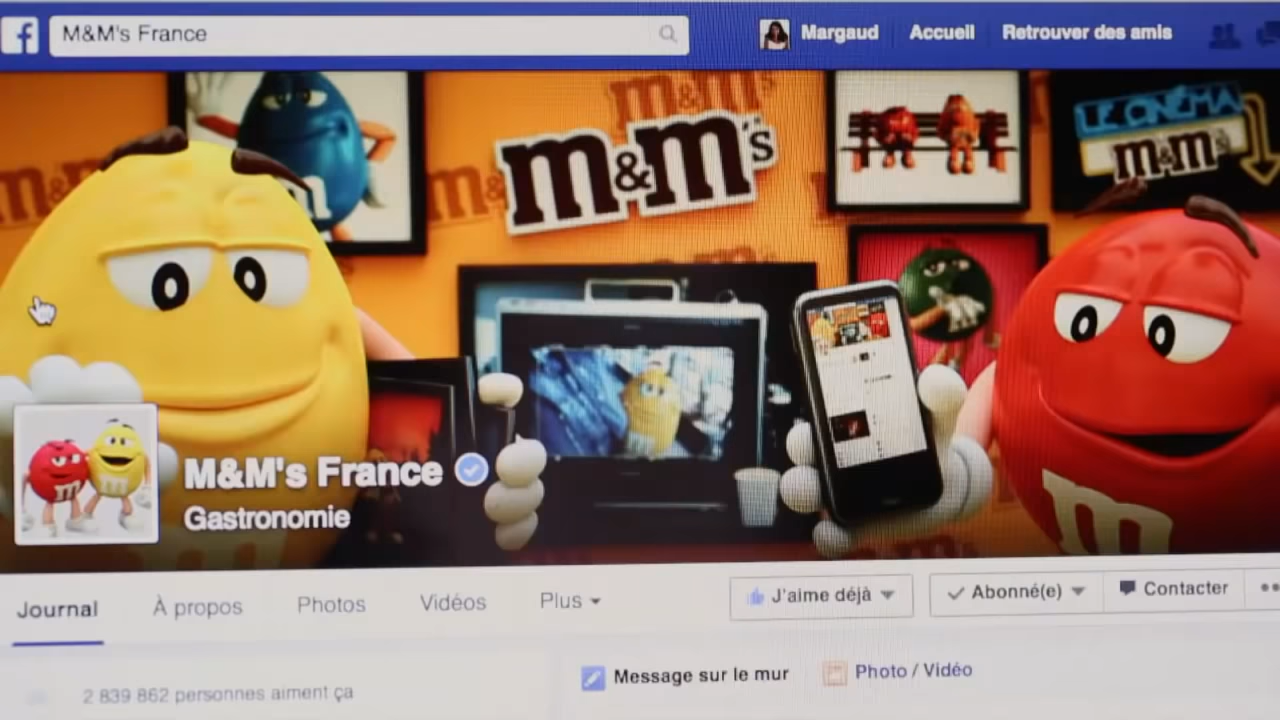 M&M's France
Margaud
Accueil
Retrouver des amis
m&m's
m&m's
m&
m&
LE CINÉMA
m&m's
m
m
M&M's France
Gastronomie
Journal
À propos
Photos
Vidéos
Plus
J'aime déjà
Abonné(e)
Contacter
2 839 862 personnes aiment ça
Message sur le mur
Photo / Vidéo